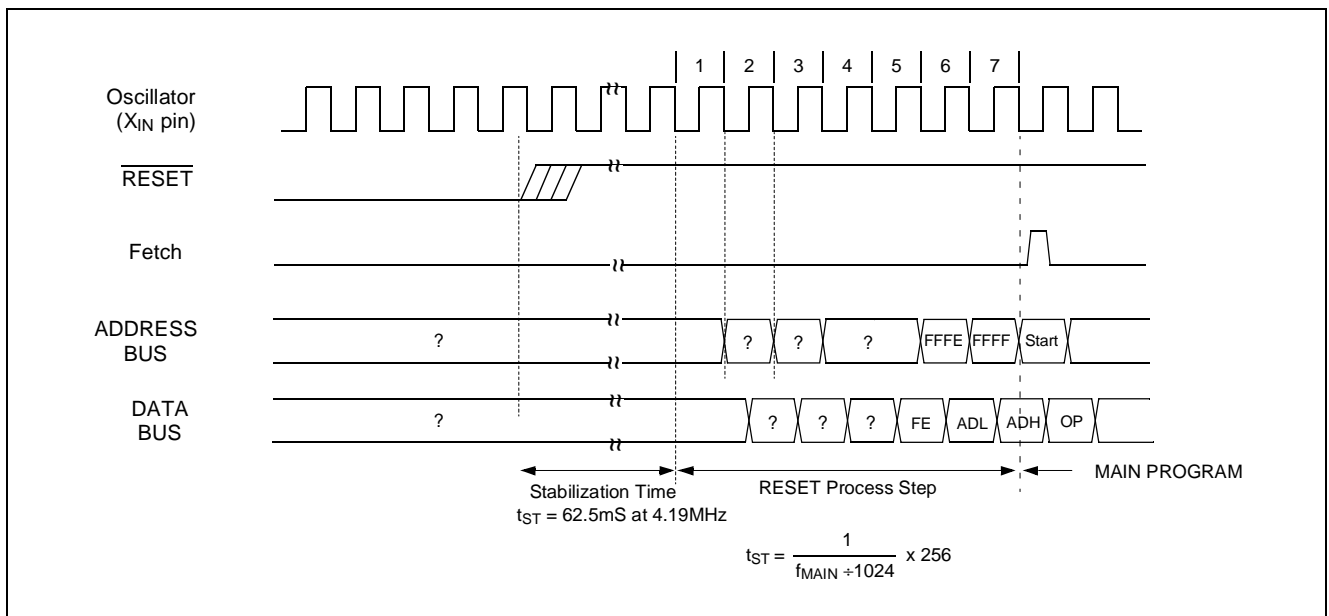 1 2 3 4 5 6 7
Oscillator
(XIN pin)
RESET
Fetch
ADDRESS
BUS
? ? ? ? FFFE FFFF Start
DATA
BUS
? ? ? ? FE ADL ADH OP
MAIN PROGRAM
Stabilization Time
tST = 62.5mS at 4.19MHz
RESET Process Step
tST = 1
fMAIN ÷1024
x 256